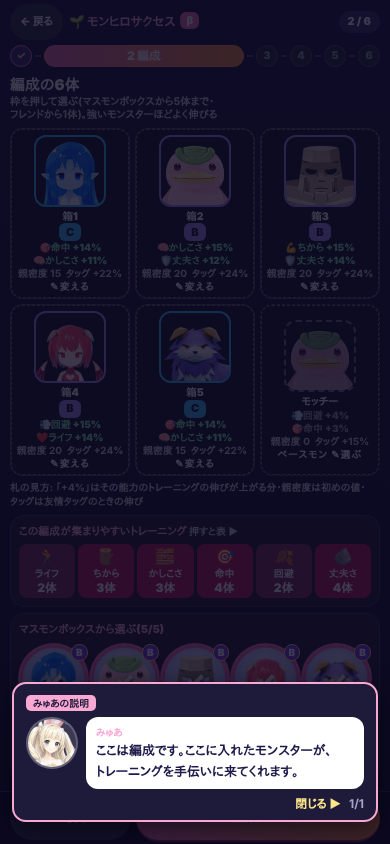 ← 戻る
🌱 モンヒロサクセス β
2 / 6
✓
2 編成
3
4
5
6
編成の6体
枠を押して選ぶ(マスモンボックスから5体まで・
フレンドから1体)。強いモンスターほどよく伸びる
箱1
C
🎯命中 +14%
🧠かしこさ +11%
親密度 15 タッグ +22%
✎ 変える
箱2
B
🧠かしこさ +15%
🛡丈夫さ +12%
親密度 20 タッグ +24%
✎ 変える
箱3
B
💪ちから +15%
🛡丈夫さ +14%
親密度 20 タッグ +24%
✎ 変える
箱4
B
💨回避 +15%
❤️ライフ +14%
親密度 20 タッグ +24%
✎ 変える
箱5
B
🎯命中 +14%
🧠かしこさ +11%
親密度 15 タッグ +22%
✎ 変える
モッチー
💨回避 +4%
🎯命中 +3%
親密度 0 タッグ +15%
ベースモン ✎ 選ぶ
札の見方: 「+4%」はその能力のトレーニングの伸びが上がる分・親密度は初めの値・
タッグは友情タッグのときの伸び
この編成が集まりやすいトレーニング 押すと表 ▶
ライフ
2体
ちから
3体
かしこさ
3体
命中
4体
回避
2体
丈夫さ
4体
マスモンボックスから選ぶ(5/5)
B
B
B
B
B
みゅあの説明
みゅあ
ここは編成です。ここに入れたモンスターが、
トレーニングを手伝いに来てくれます。
閉じる ▶
1/1